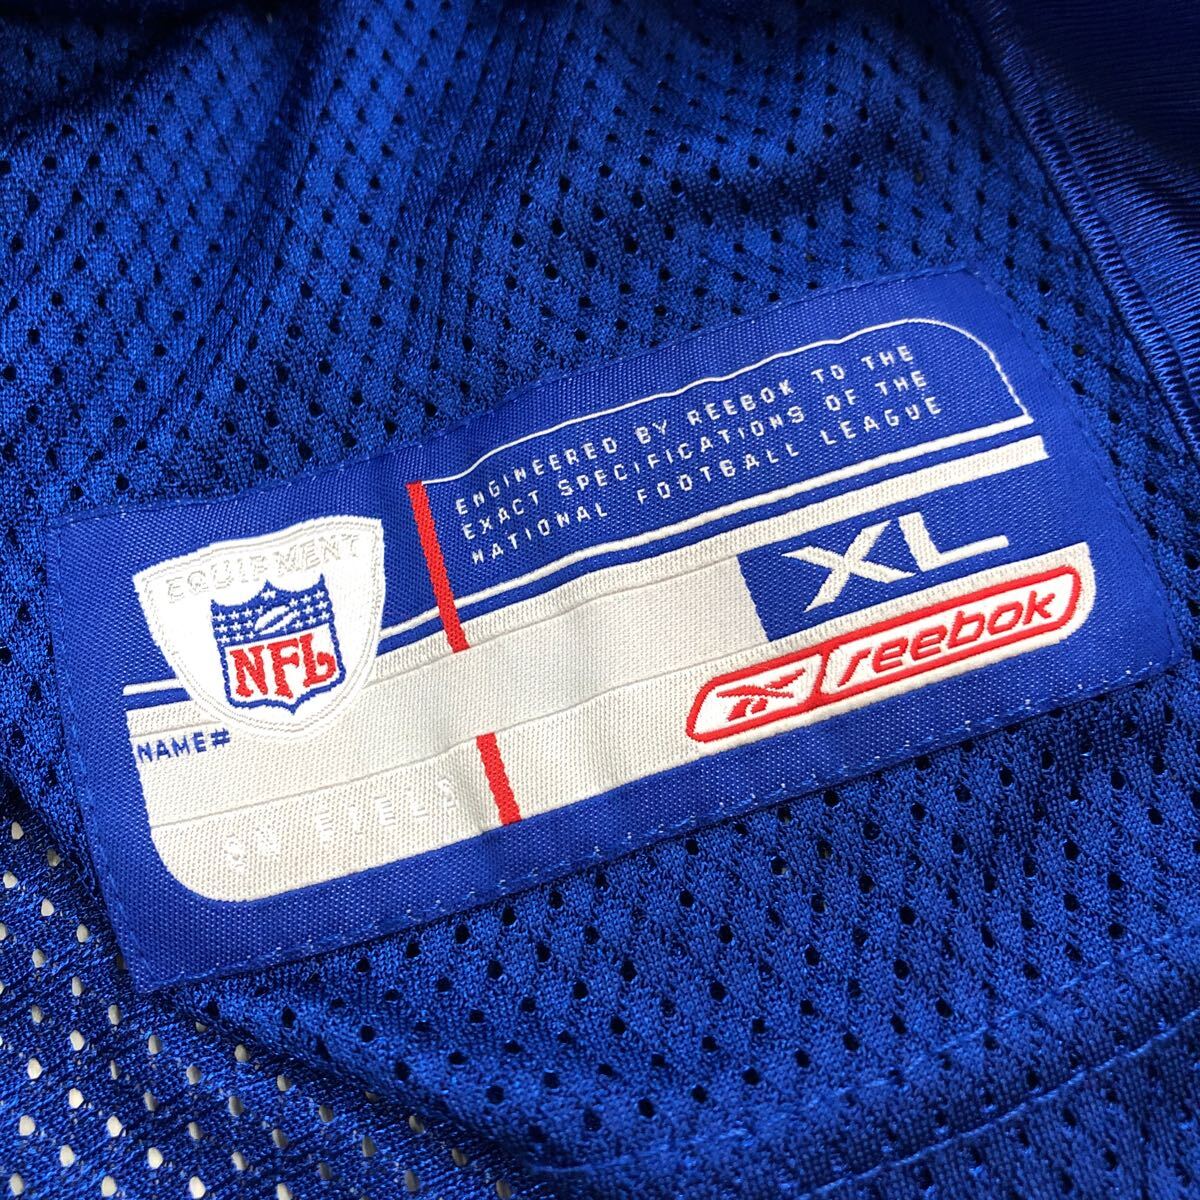 EQUIPMENT
NFL
ENGINEERED BY REEBOK TO THE
EXACT SPECIFICATIONS OF THE
NATIONAL FOOTBALL LEAGUE
XL
reebok
NAME#